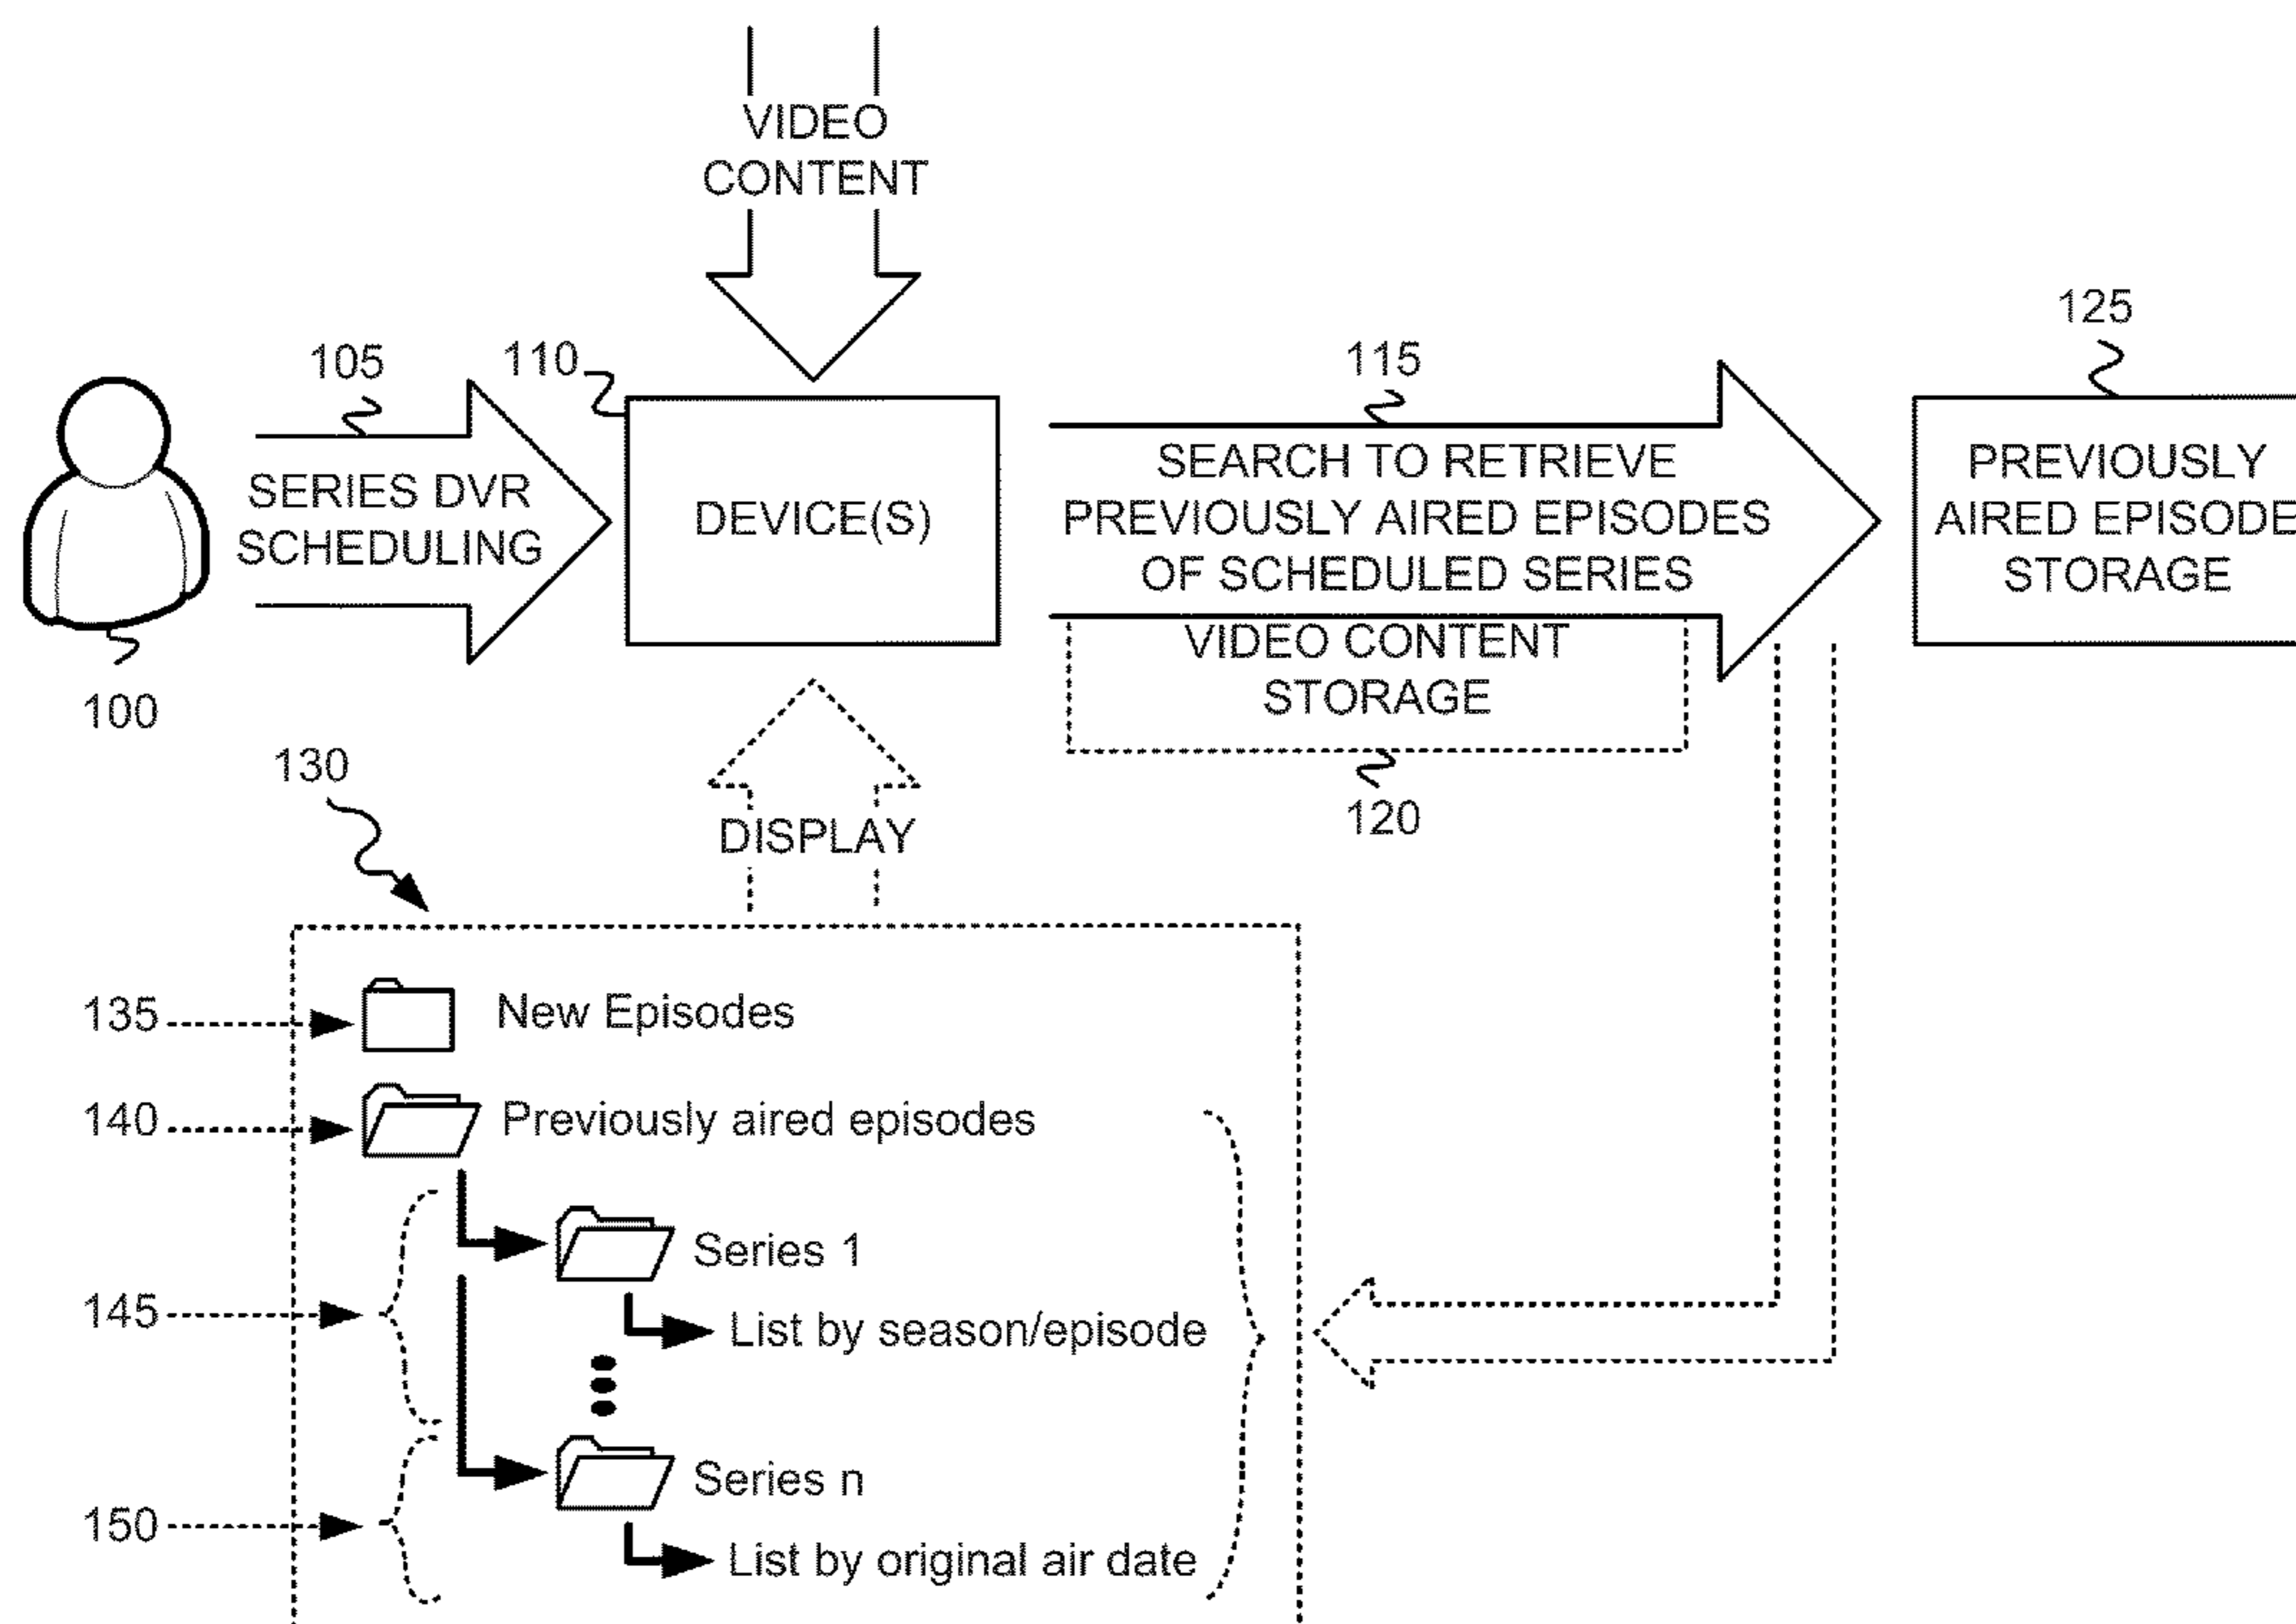 VIDEO
CONTENT
105
110
115
125
SERIES DVR
SCHEDULING
DEVICE(S)
SEARCH TO RETRIEVE
PREVIOUSLY AIRED EPISODES
OF SCHEDULED SERIES
PREVIOUSLY
AIRED EPISODE
STORAGE
VIDEO CONTENT
STORAGE
100
130
120
DISPLAY
135
New Episodes
140
Previously aired episodes
Series 1
145
List by season/episode
Series n
150
List by original air date